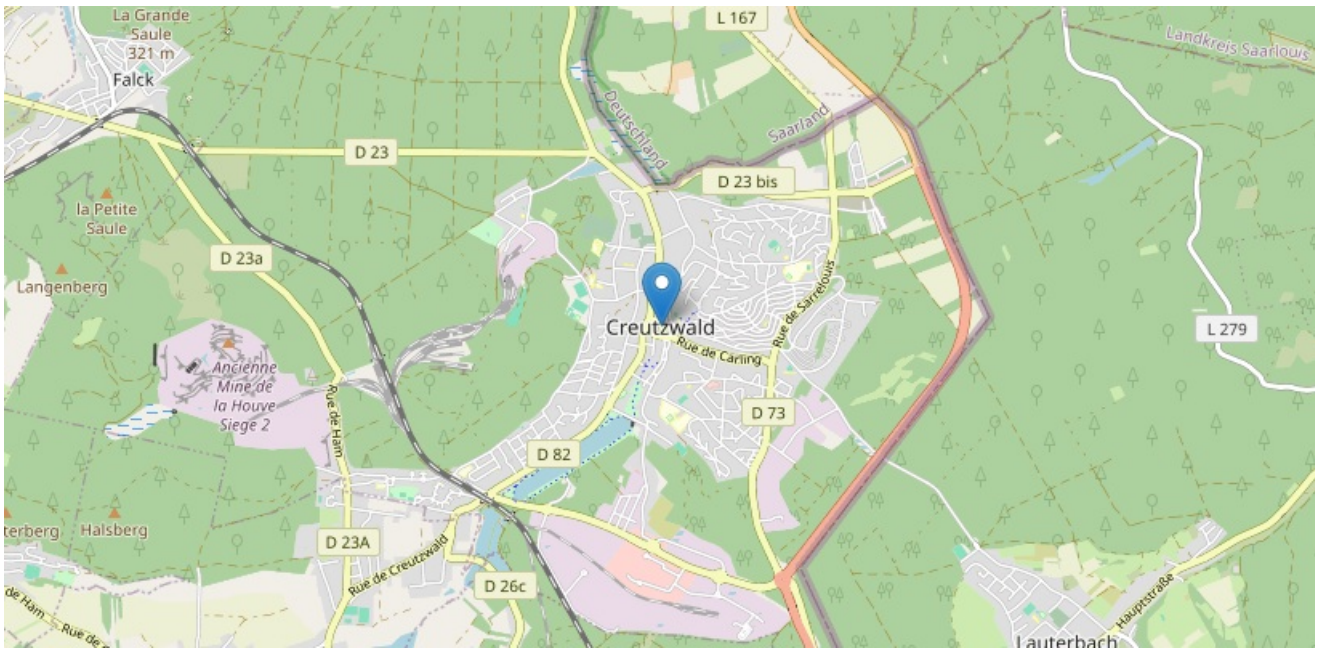 La Grande
Saule
321 m
L 167
Landkreis Saarlouis
Falck
Deutschland
Saarland
D 23
D 23 bis
la Petite
Saule
D 23a
Langenberg
Rue de Sarrelouis
Creutzwald
L 279
Rue de Carling
Ancienne
Mine de
la Houve
Siege 2
Rue de Ham
D 73
D 82
terberg
Halsberg
D 23A
Rue de Creutzwald
D 26c
Hauptstraße
de Ham
Rue de
Lauterbach